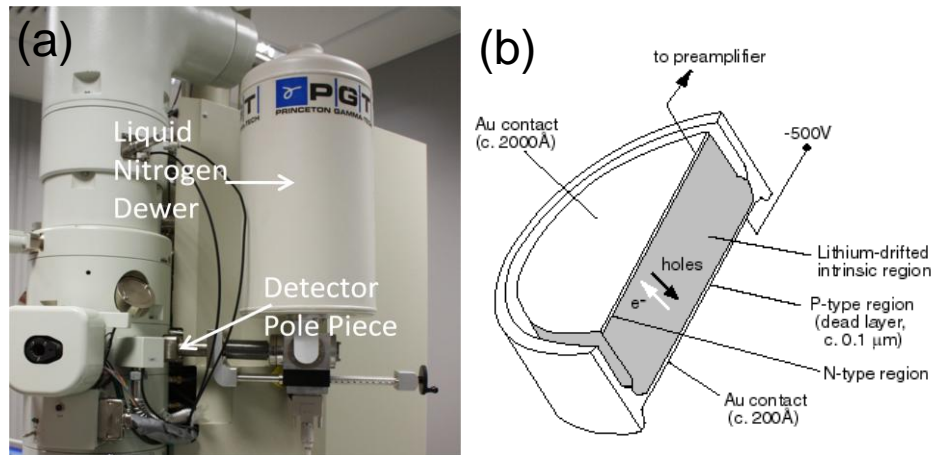 (a)
T
-TECH
PGT
PRINCETON GAMMA-TECH
Liquid
Nitrogen
Dewer
Detector
Pole Piece
(b)
to preamplifier
Au contact
(c. 2000Å)
-500V
holes
e-
Lithium-drifted
intrinsic region
P-type region
(dead layer,
c. 0.1 µm)
N-type region
Au contact
(c. 200Å)